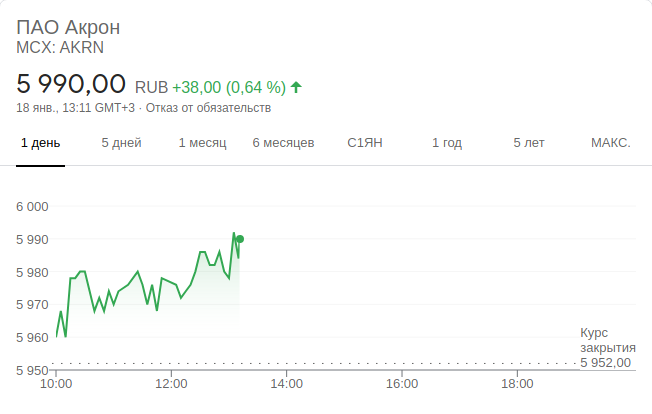 ПАО Акрон
MCX: AKRN
5 990,00 RUB +38,00 (0,64 %)
18 янв., 13:11 GMT+3 · Отказ от обязательств
1 день 5 дней 1 месяц 6 месяцев С1ЯН 1 год 5 лет МАКС.
6 000
5 990
5 980
5 970
5 960
Курс
закрытия
5 952,00
5 950
10:00 12:00 14:00 16:00 18:00